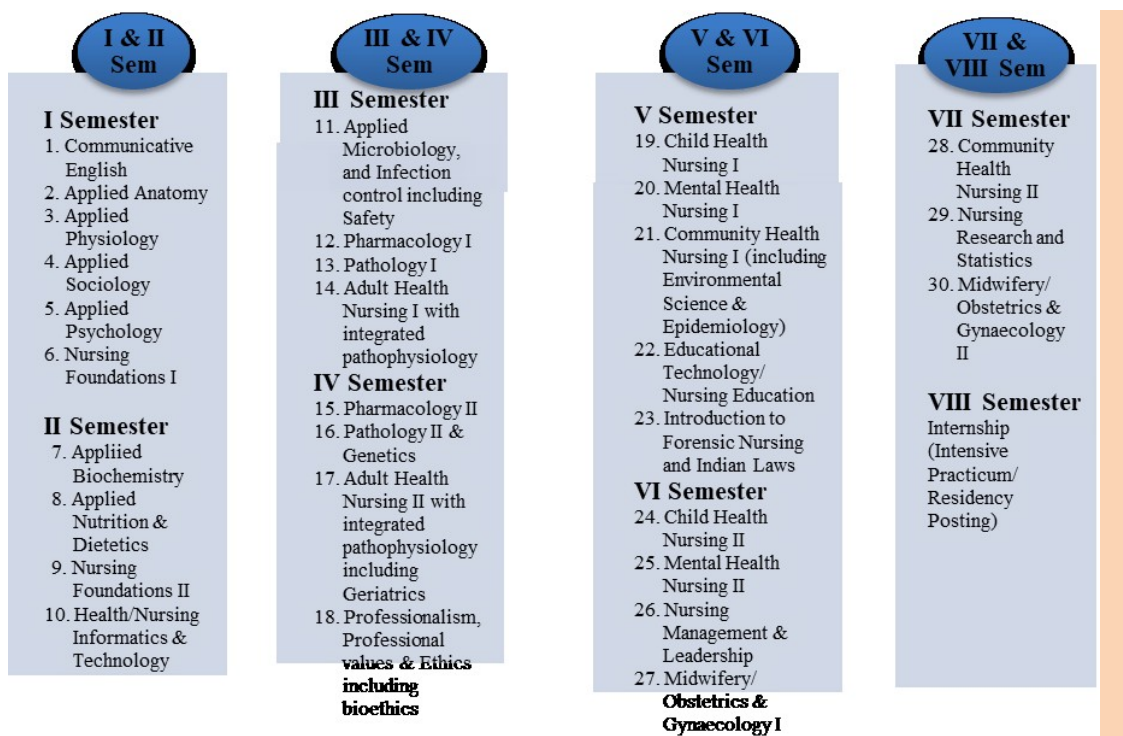 I & II
Sem
I Semester
1. Communicative
English
2. Applied Anatomy
3. Applied
Physiology
4. Applied
Sociology
5. Applied
Psychology
6. Nursing
Foundations I
II Semester
7. Appliied
Biochemistry
8. Applied
Nutrition &
Dietetics
9. Nursing
Foundations II
10. Health/Nursing
Informatics &
Technology
III & IV
Sem
III Semester
11. Applied
Microbiology,
and Infection
control including
Safety
12. Pharmacology I
13. Pathology I
14. Adult Health
Nursing I with
integrated
pathophysiology
IV Semester
15. Pharmacology II
16. Pathology II &
Genetics
17. Adult Health
Nursing II with
integrated
pathophysiology
including
Geriatrics
18. Professionalism,
Professional
values & Ethics
including
bioethics
V & VI
Sem
V Semester
19. Child Health
Nursing I
20. Mental Health
Nursing I
21. Community Health
Nursing I (including
Environmental
Science &
Epidemiology)
22. Educational
Technology/
Nursing Education
23. Introduction to
Forensic Nursing
and Indian Laws
VI Semester
24. Child Health
Nursing II
25. Mental Health
Nursing II
26. Nursing
Management &
Leadership
27. Midwifery/
Obstetrics &
Gynaecology I
VII &
VIII Sem
VII Semester
28. Community
Health
Nursing II
29. Nursing
Research and
Statistics
30. Midwifery/
Obstetrics &
Gynaecology
II
VIII Semester
Internship
(Intensive
Practicum/
Residency
Posting)